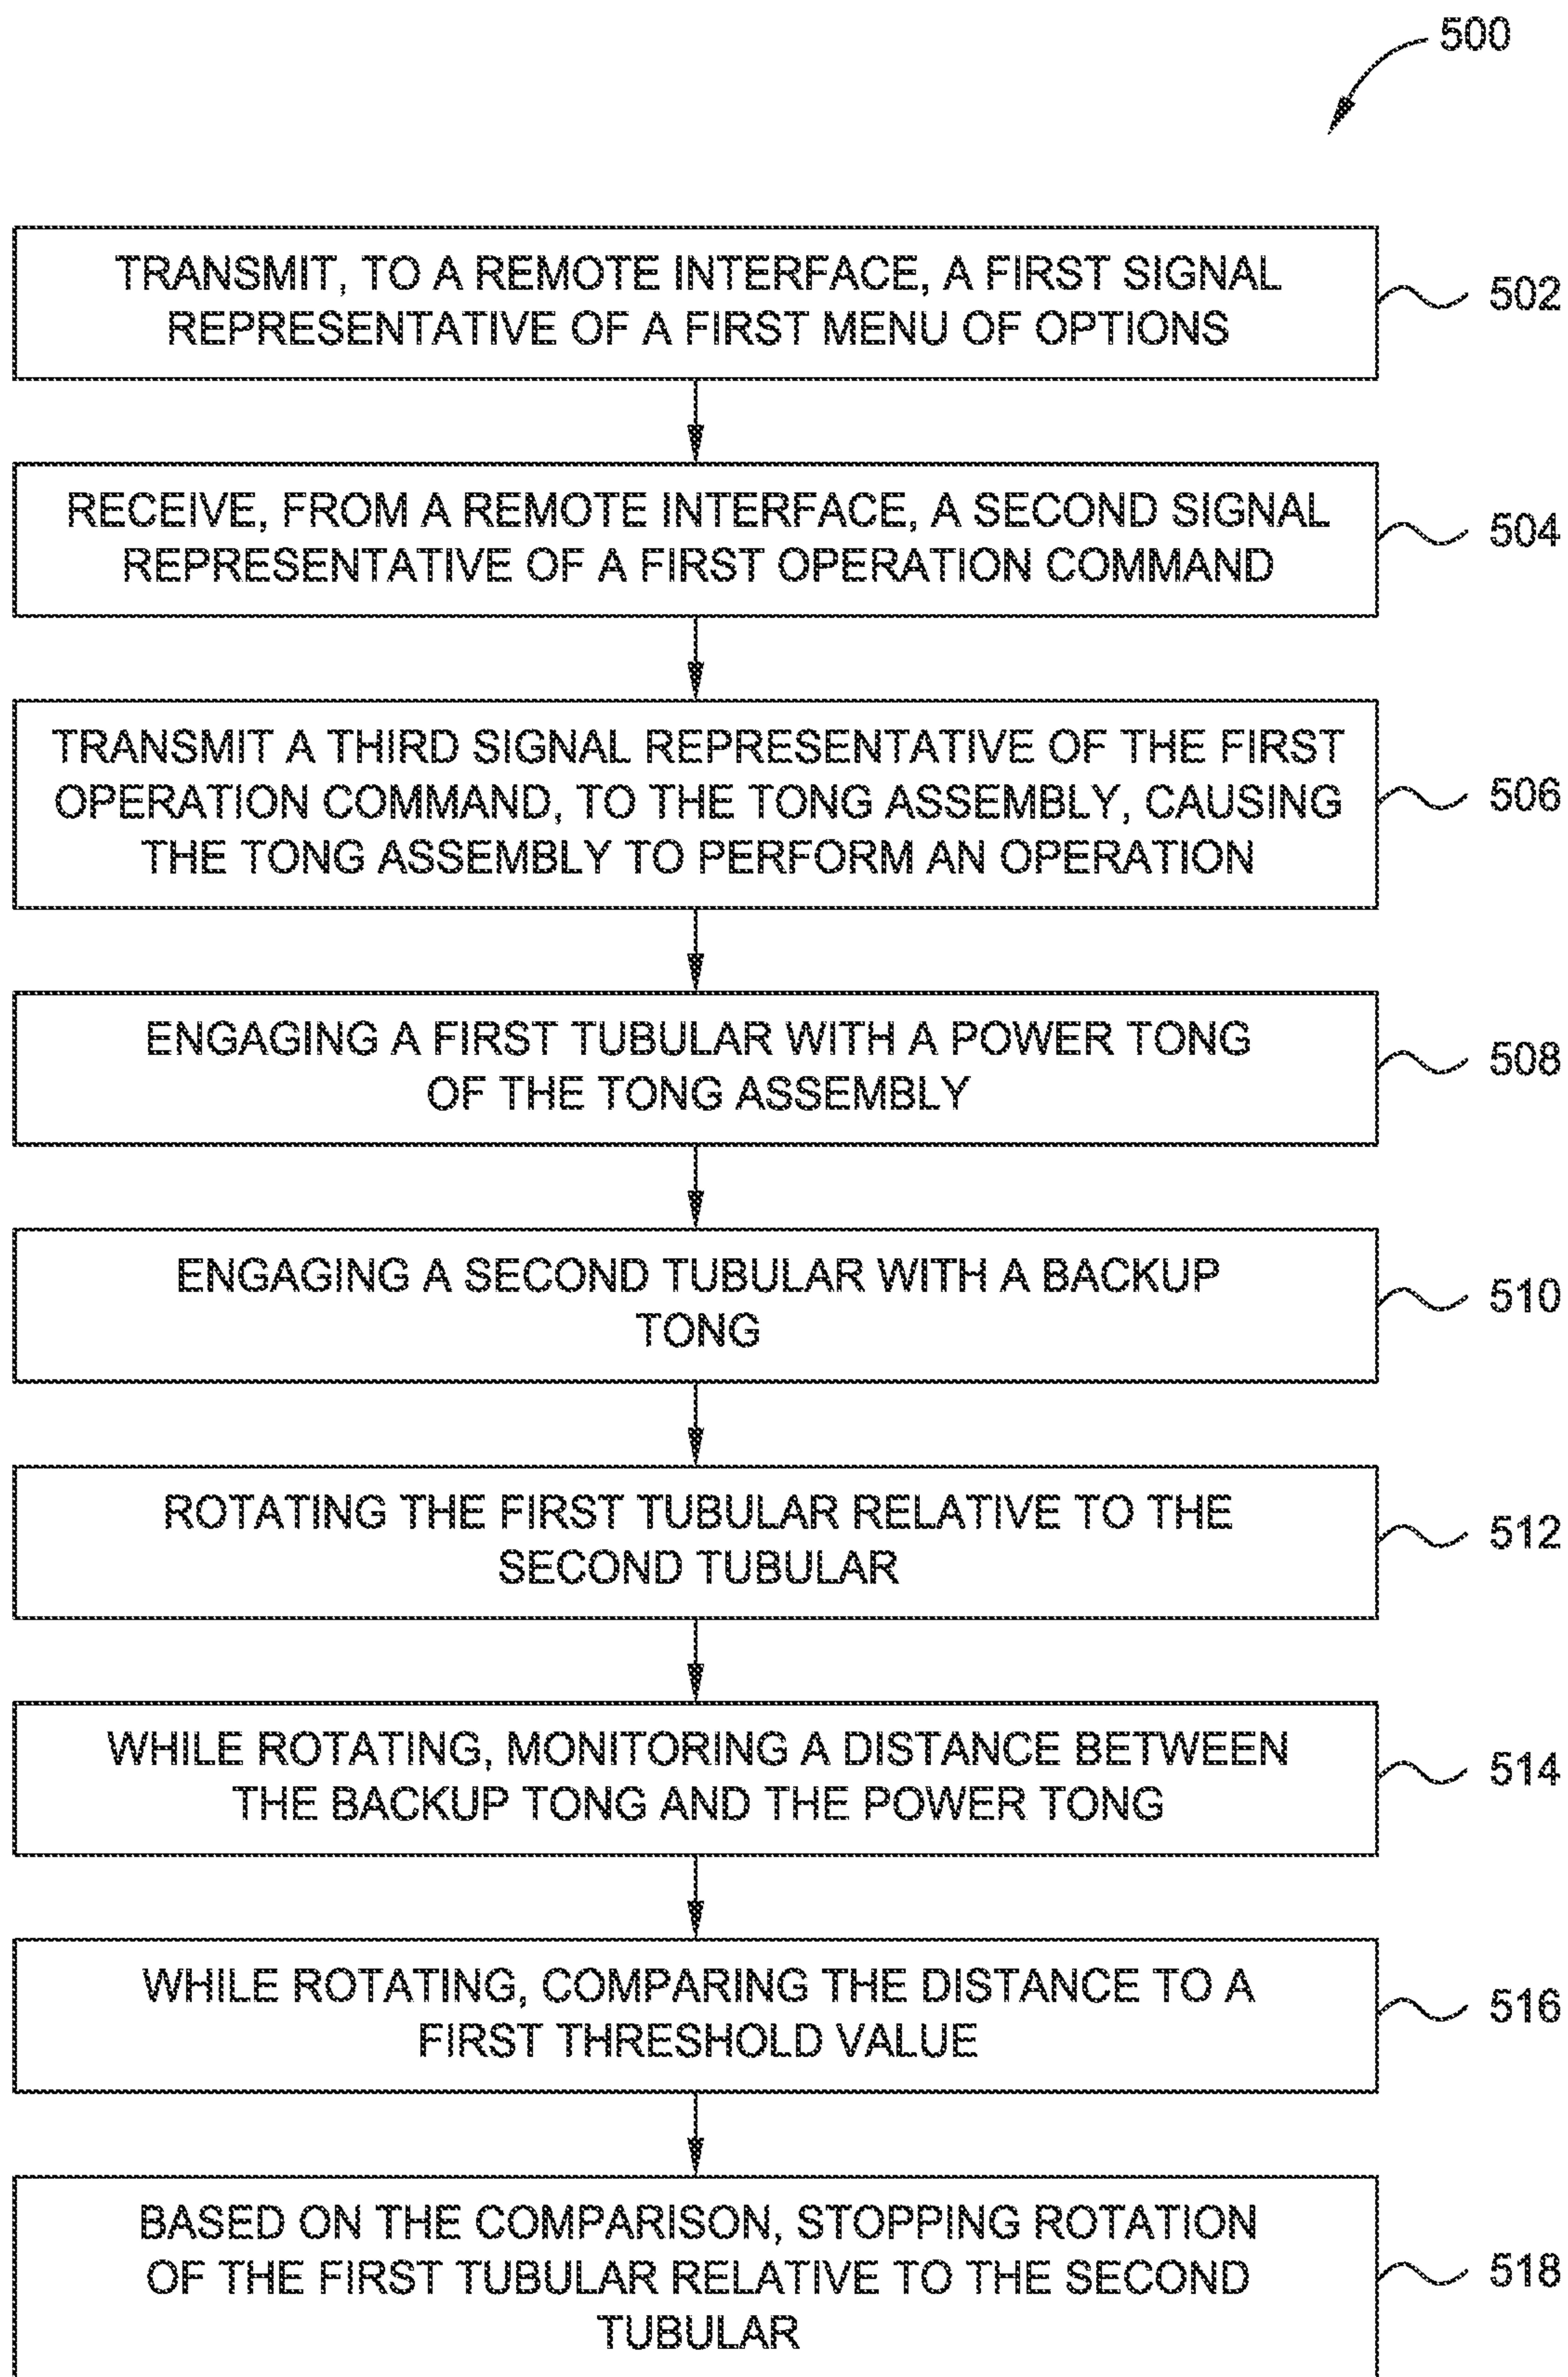 500
TRANSMIT, TO A REMOTE INTERFACE, A FIRST SIGNAL
REPRESENTATIVE OF A FIRST MENU OF OPTIONS
502
RECEIVE, FROM A REMOTE INTERFACE, A SECOND SIGNAL
REPRESENTATIVE OF A FIRST OPERATION COMMAND
504
TRANSMIT A THIRD SIGNAL REPRESENTATIVE OF THE FIRST
OPERATION COMMAND, TO THE TONG ASSEMBLY, CAUSING
THE TONG ASSEMBLY TO PERFORM AN OPERATION
506
ENGAGING A FIRST TUBULAR WITH A POWER TONG
OF THE TONG ASSEMBLY
508
ENGAGING A SECOND TUBULAR WITH A BACKUP
TONG
510
ROTATING THE FIRST TUBULAR RELATIVE TO THE
SECOND TUBULAR
512
WHILE ROTATING, MONITORING A DISTANCE BETWEEN
THE BACKUP TONG AND THE POWER TONG
514
WHILE ROTATING, COMPARING THE DISTANCE TO A
FIRST THRESHOLD VALUE
516
BASED ON THE COMPARISON, STOPPING ROTATION
OF THE FIRST TUBULAR RELATIVE TO THE SECOND
TUBULAR
518